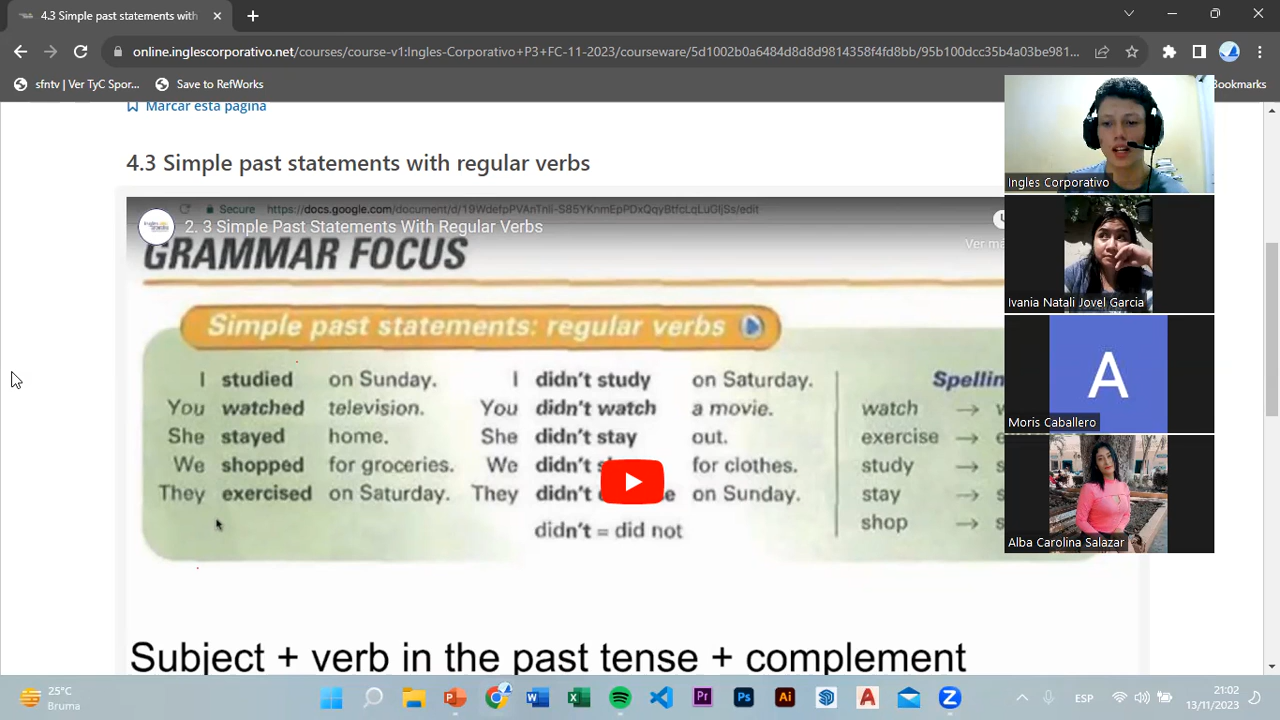 4.3 Simple past statements with
online.inglescorporativo.net/courses/course-v1:Ingles-Corporativo+P3+FC-11-2023/courseware/5d1002b0a6484d8d8d9814358f4fd8bb/95b100dcc35b4a03be981...
sfntv | Ver TyC Spor... Save to RefWorks Bookmarks
Marcar esta página
4.3 Simple past statements with regular verbs
Secure
2. 3 Simple Past Statements With Regular Verbs
GRAMMAR FOCUS
Ver má
Simple past statements: regular verbs
I studied on Sunday. I didn't study on Saturday. Spellin
You watched television. You didn't watch a movie. watch →
She stayed home. She didn't stay out. exercise →
We shopped for groceries. We didn't for clothes. study →
They exercised on Saturday. They didn't on Sunday. stay →
didn't = did not shop →
Subject + verb in the past tense + complement
Ingles Corporativo
Ivania Natali Jovel Garcia
A
Moris Caballero
Alba Carolina Salazar
25°C
Bruma
ESP
21:02
13/11/2023